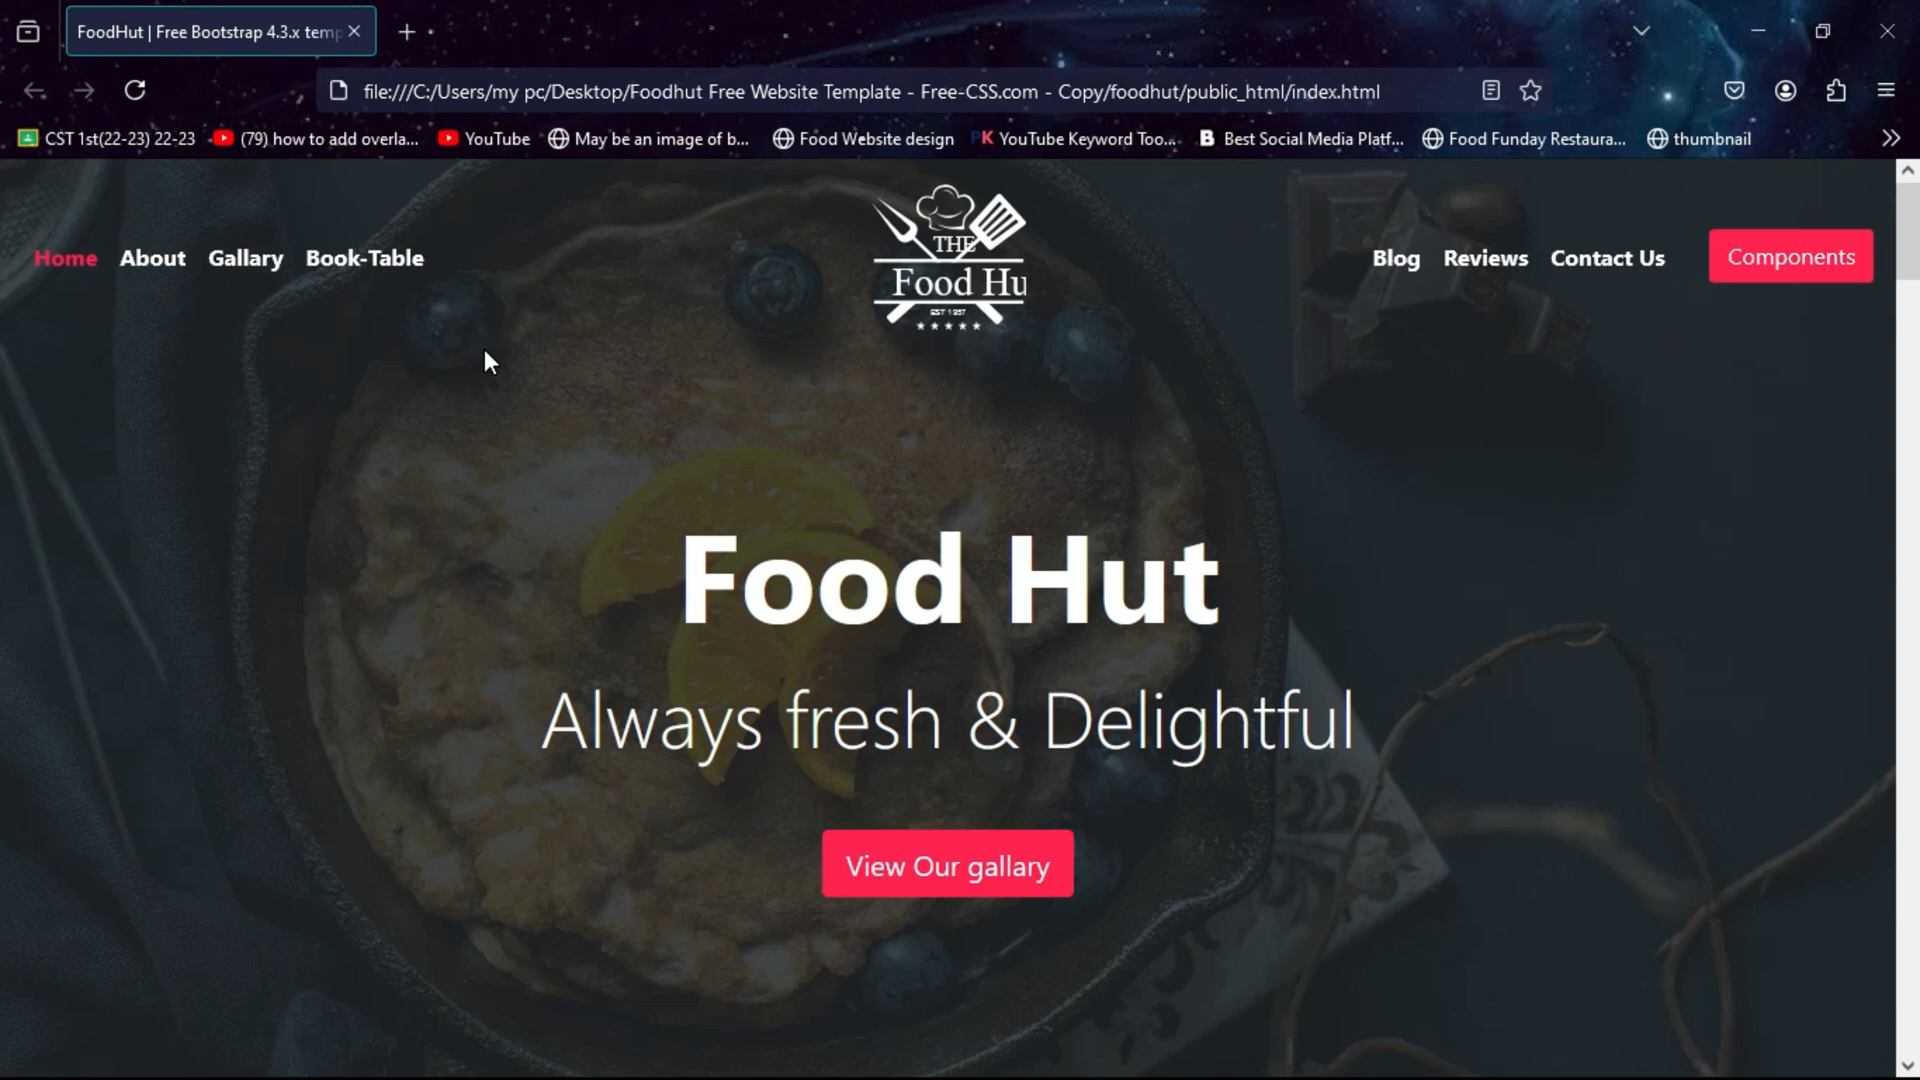 FoodHut | Free Bootstrap 4.3.x temp
file:///C:/Users/my pc/Desktop/Foodhut Free Website Template - Free-CSS.com - Copy/foodhut/public_html/index.html
CST 1st(22-23) 22-23 (79) how to add overla... YouTube May be an image of b... Food Website design PK YouTube Keyword Too... B Best Social Media Platf... Food Funday Restaura... thumbnail
Home About Gallary Book-Table
THE
Food Hu
EST 1987
Blog Reviews Contact Us Components
Food Hut
Always fresh & Delightful
View Our gallary